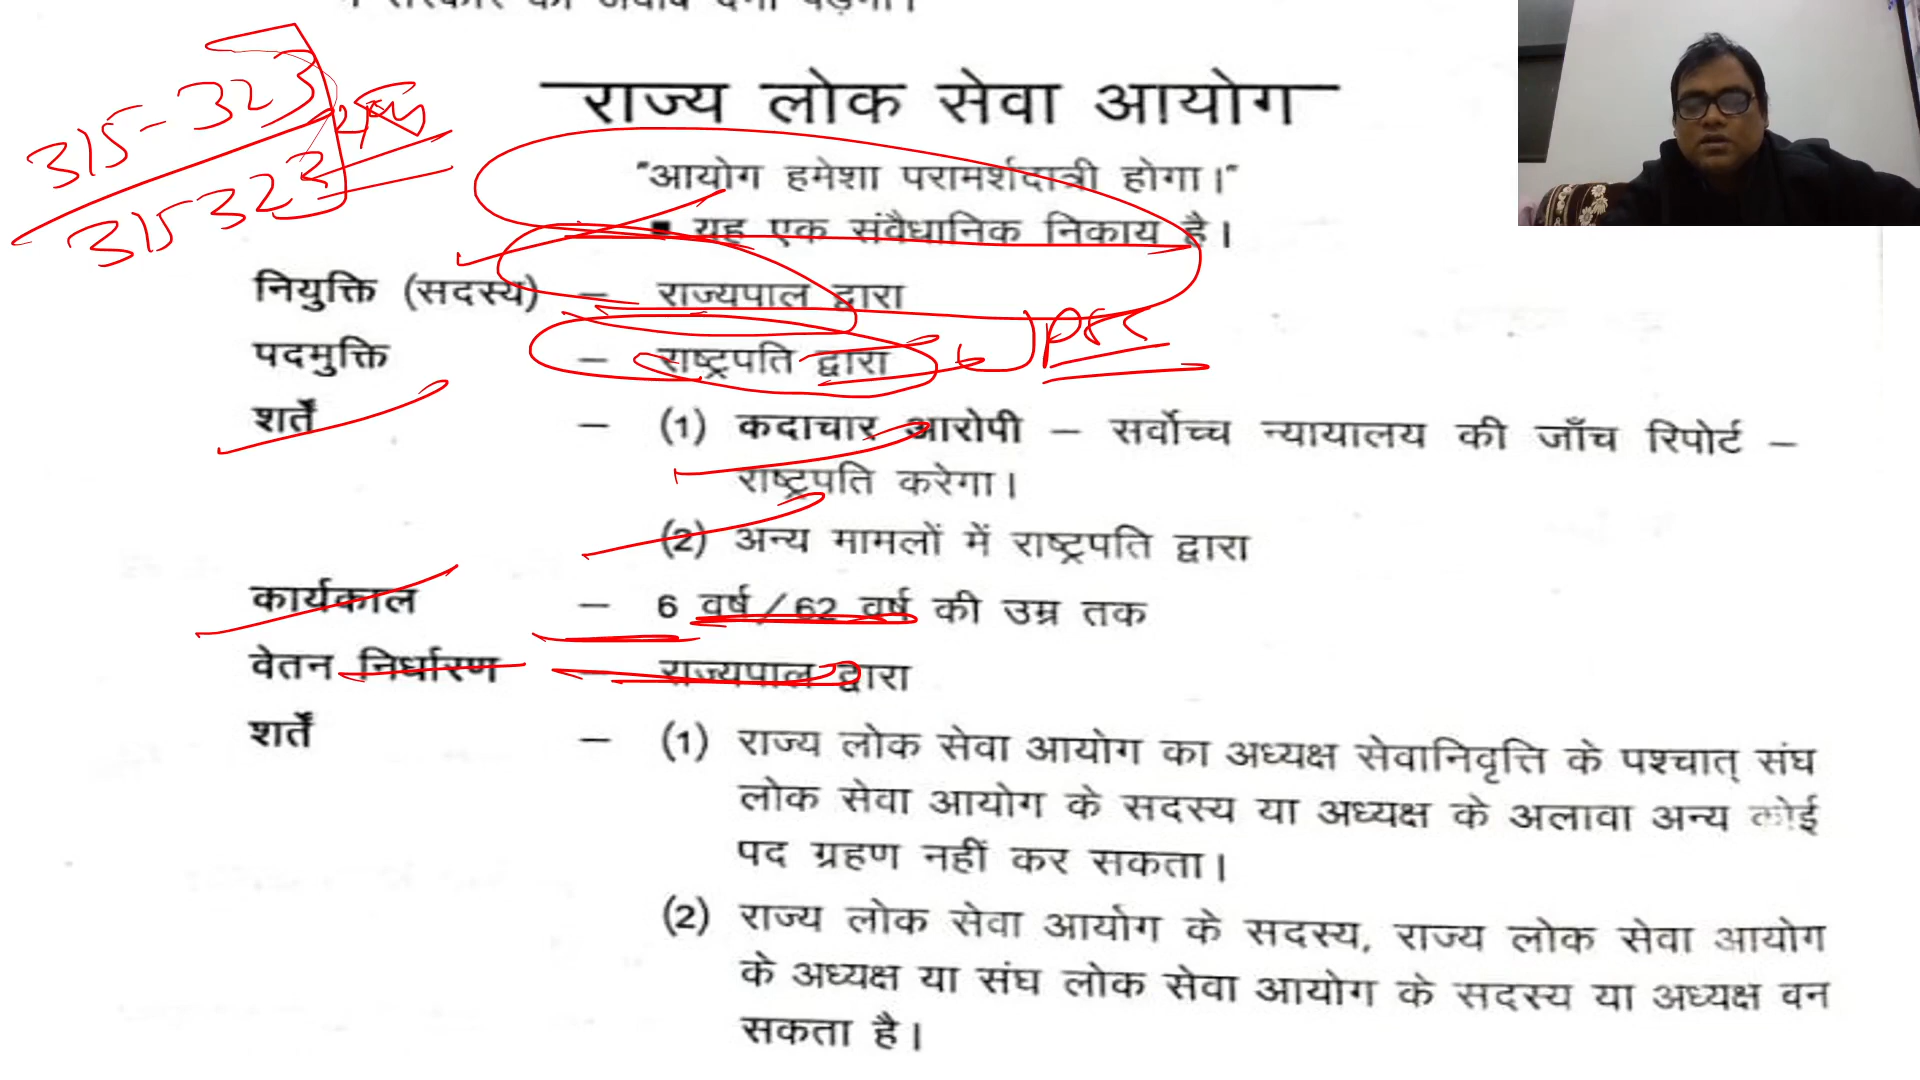 राज्य लोक सेवा आयोग
"आयोग हमेशा परामर्शदात्री होगा।"
▪ यह एक संवैधानिक निकाय है।
नियुक्ति (सदस्य) – राज्यपाल द्वारा
पदमुक्ति – राष्ट्रपति द्वारा
शर्तें – (1) कदाचार आरोपी – सर्वोच्च न्यायालय की जाँच रिपोर्ट –
राष्ट्रपति करेगा।
(2) अन्य मामलों में राष्ट्रपति द्वारा
कार्यकाल – 6 वर्ष/62 वर्ष की उम्र तक
वेतन निर्धारण – राज्यपाल द्वारा
शर्तें – (1) राज्य लोक सेवा आयोग का अध्यक्ष सेवानिवृत्ति के पश्चात् संघ
लोक सेवा आयोग के सदस्य या अध्यक्ष के अलावा अन्य कोई
पद ग्रहण नहीं कर सकता।
(2) राज्य लोक सेवा आयोग के सदस्य, राज्य लोक सेवा आयोग
के अध्यक्ष या संघ लोक सेवा आयोग के सदस्य या अध्यक्ष वन
सकता है।
315-323
315 323